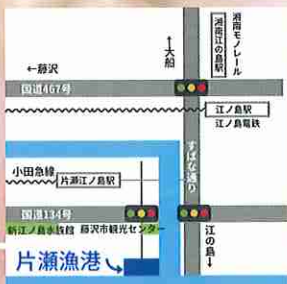 湘南モノレール
湘南江の島駅
↑大船
←藤沢
国道467号
江ノ島駅
江ノ島電鉄
すばな通り
小田急線
片瀬江ノ島駅
国道134号
新江ノ島水族館
藤沢市観光センター
江の島↓
片瀬漁港